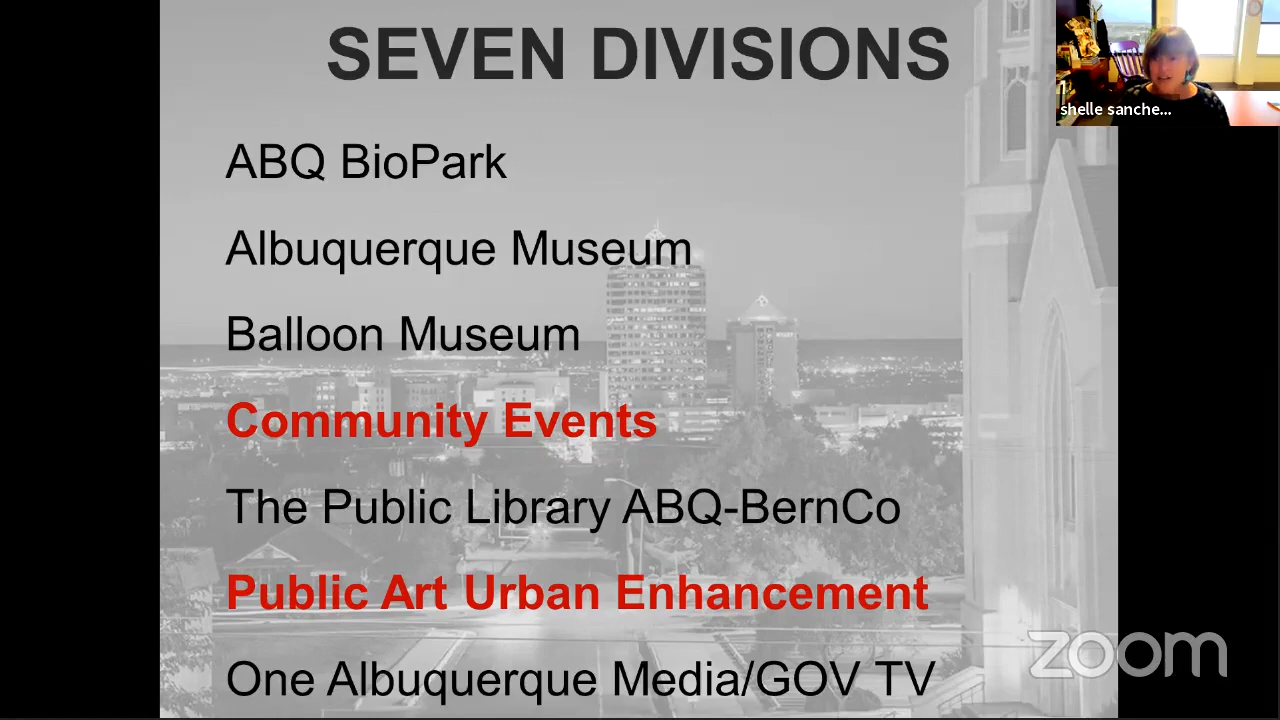 SEVEN DIVISIONS
shelle sanche...
ABQ BioPark
Albuquerque Museum
Balloon Museum
Community Events
The Public Library ABQ-BernCo
Public Art Urban Enhancement
One Albuquerque Media/GOV TV
zoom